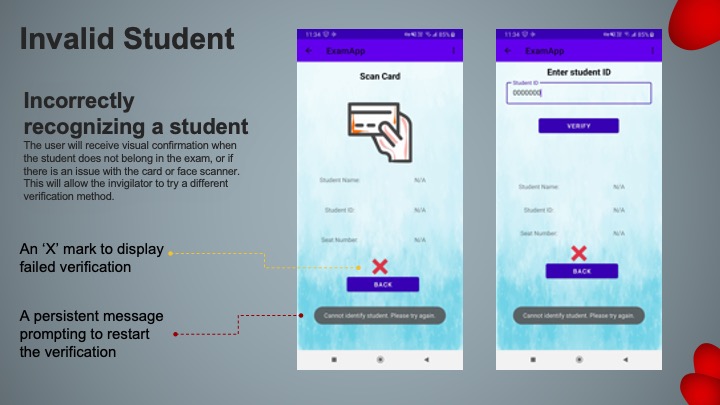 Invalid Student
Incorrectly
recognizing a student
The user will receive visual confirmation when
the student does not belong in the exam, or if
there is an issue with the card or face scanner.
This will allow the invigilator to try a different
verification method.
An ‘X’ mark to display
failed verification
A persistent message
prompting to restart
the verification
11:34
85%
ExamApp
Scan Card
Student Name: N/A
Student ID: N/A
Seat Number: N/A
BACK
Cannot identify student. Please try again.
11:34
85%
ExamApp
Enter student ID
Student ID
0000000
VERIFY
Student Name: N/A
Student ID: N/A
Seat Number: N/A
BACK
Cannot identify student. Please try again.